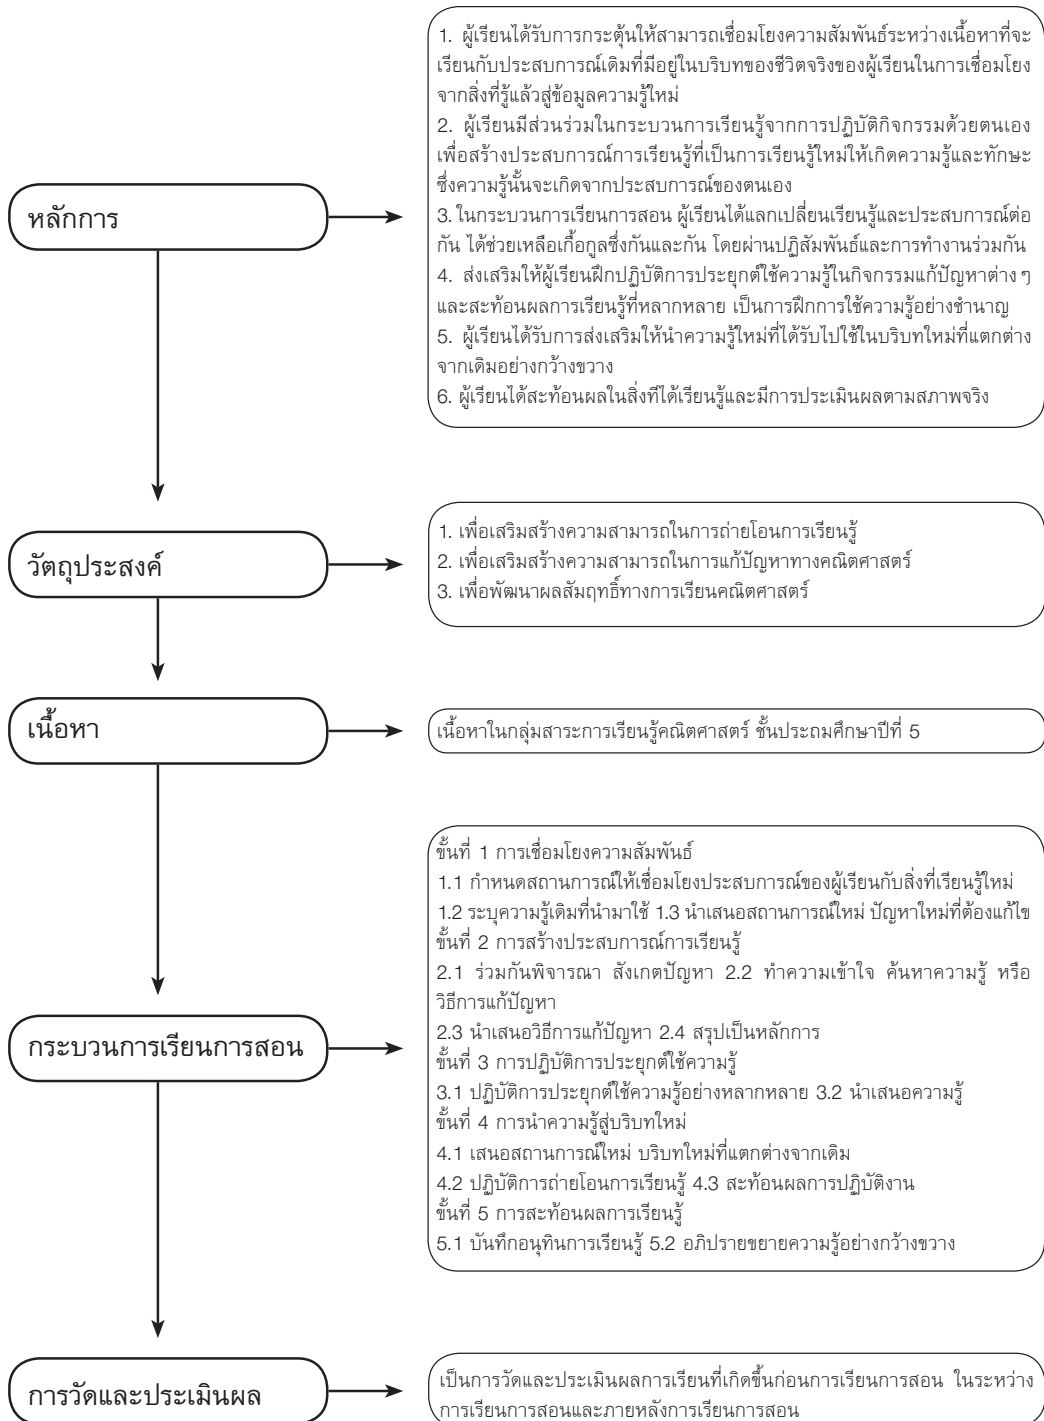 หลักการ
1. ผู้เรียนได้รับการกระตุ้นให้สามารถเชื่อมโยงความสัมพันธ์ระหว่างเนื้อหาที่จะ
เรียนกับประสบการณ์เดิมที่มีอยู่ในบริบทของชีวิตจริงของผู้เรียนในการเชื่อมโยง
จากสิ่งที่รู้แล้วสู่ข้อมูลความรู้ใหม่
2. ผู้เรียนมีส่วนร่วมในกระบวนการเรียนรู้จากการปฏิบัติกิจกรรมด้วยตนเอง
เพื่อสร้างประสบการณ์การเรียนรู้ที่เป็นการเรียนรู้ใหม่ให้เกิดความรู้และทักษะ
ซึ่งความรู้นั้นจะเกิดจากประสบการณ์ของตนเอง
3. ในกระบวนการเรียนการสอน ผู้เรียนได้แลกเปลี่ยนเรียนรู้และประสบการณ์ต่อ
กัน ได้ช่วยเหลือเกื้อกูลซึ่งกันและกัน โดยผ่านปฏิสัมพันธ์และการทำงานร่วมกัน
4. ส่งเสริมให้ผู้เรียนฝึกปฏิบัติการประยุกต์ใช้ความรู้ในกิจกรรมแก้ปัญหาต่าง ๆ
และสะท้อนผลการเรียนรู้ที่หลากหลาย เป็นการฝึกการใช้ความรู้อย่างชำนาญ
5. ผู้เรียนได้รับการส่งเสริมให้นำความรู้ใหม่ที่ได้รับไปใช้ในบริบทใหม่ที่แตกต่าง
จากเดิมอย่างกว้างขวาง
6. ผู้เรียนได้สะท้อนผลในสิ่งที่ได้เรียนรู้และมีการประเมินผลตามสภาพจริง
วัตถุประสงค์
1. เพื่อเสริมสร้างความสามารถในการถ่ายโอนการเรียนรู้
2. เพื่อเสริมสร้างความสามารถในการแก้ปัญหาทางคณิตศาสตร์
3. เพื่อพัฒนาผลสัมฤทธิ์ทางการเรียนคณิตศาสตร์
เนื้อหา
เนื้อหาในกลุ่มสาระการเรียนรู้คณิตศาสตร์ ชั้นประถมศึกษาปีที่ 5
กระบวนการเรียนการสอน
ขั้นที่ 1 การเชื่อมโยงความสัมพันธ์
1.1 กำหนดสถานการณ์ให้เชื่อมโยงประสบการณ์ของผู้เรียนกับสิ่งที่เรียนรู้ใหม่
1.2 ระบุความรู้เดิมที่นำมาใช้ 1.3 นำเสนอสถานการณ์ใหม่ ปัญหาใหม่ที่ต้องแก้ไข
ขั้นที่ 2 การสร้างประสบการณ์การเรียนรู้
2.1 ร่วมกันพิจารณา สังเกตปัญหา 2.2 ทำความเข้าใจ ค้นหาความรู้ หรือ
วิธีการแก้ปัญหา
2.3 นำเสนอวิธีการแก้ปัญหา 2.4 สรุปเป็นหลักการ
ขั้นที่ 3 การปฏิบัติการประยุกต์ใช้ความรู้
3.1 ปฏิบัติการประยุกต์ใช้ความรู้อย่างหลากหลาย 3.2 นำเสนอความรู้
ขั้นที่ 4 การนำความรู้สู่บริบทใหม่
4.1 เสนอสถานการณ์ใหม่ บริบทใหม่ที่แตกต่างจากเดิม
4.2 ปฏิบัติการถ่ายโอนการเรียนรู้ 4.3 สะท้อนผลการปฏิบัติงาน
ขั้นที่ 5 การสะท้อนผลการเรียนรู้
5.1 บันทึกอนุทินการเรียนรู้ 5.2 อภิปรายขยายความรู้อย่างกว้างขวาง
การวัดและประเมินผล
เป็นการวัดและประเมินผลการเรียนที่เกิดขึ้นก่อนการเรียนการสอน ในระหว่าง
การเรียนการสอนและภายหลังการเรียนการสอน